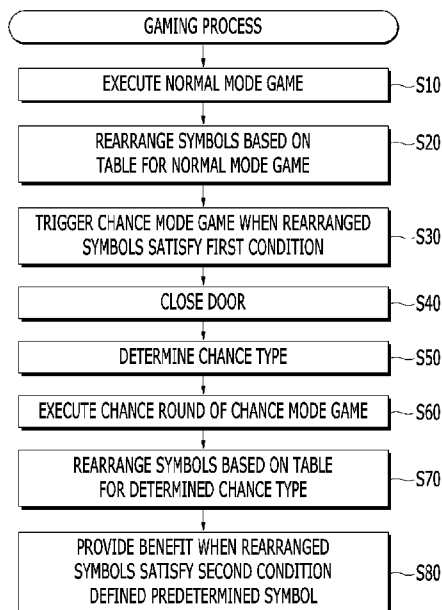 GAMING PROCESS
EXECUTE NORMAL MODE GAME
S10
REARRANGE SYMBOLS BASED ON
TABLE FOR NORMAL MODE GAME
S20
TRIGGER CHANCE MODE GAME WHEN REARRANGED
SYMBOLS SATISFY FIRST CONDITION
S30
CLOSE DOOR
S40
DETERMINE CHANCE TYPE
S50
EXECUTE CHANCE ROUND OF CHANCE MODE GAME
S60
REARRANGE SYMBOLS BASED ON TABLE
FOR DETERMINED CHANCE TYPE
S70
PROVIDE BENEFIT WHEN REARRANGED
SYMBOLS SATISFY SECOND CONDITION
DEFINED PREDETERMINED SYMBOL
S80